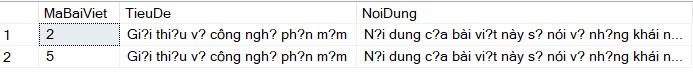 MaBaiViet TieuDe NoiDung
1 2 Gi?i thi?u v? công ngh? ph?n m?m N?i dung c?a bài vi?t này s? nói v? nh?ng khái n...
2 5 Gi?i thi?u v? công ngh? ph?n m?m N?i dung c?a bài vi?t này s? nói v? nh?ng khái n...